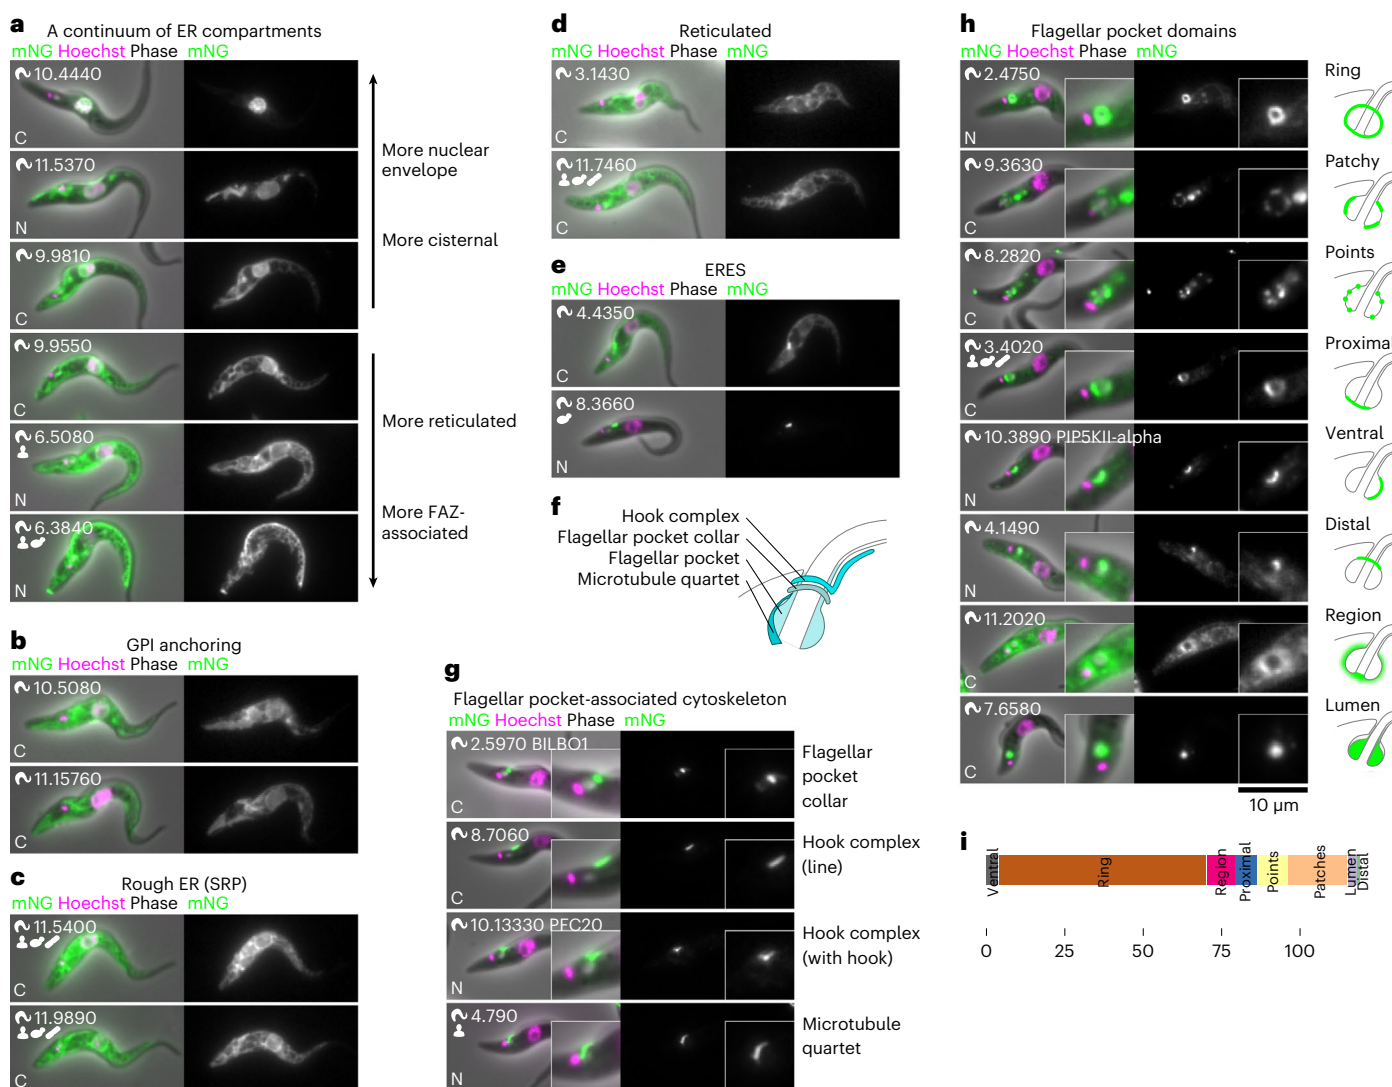 a
A continuum of ER compartments
mNG Hoechst Phase mNG
10.4440
C
11.5370
N
9.9810
C
9.9550
C
6.5080
N
6.3840
N
More nuclear
envelope
More cisternal
More reticulated
More FAZ-
associated
b
GPI anchoring
mNG Hoechst Phase mNG
10.5080
C
11.15760
C
c
Rough ER (SRP)
mNG Hoechst Phase mNG
11.5400
C
11.9890
C
d
Reticulated
mNG Hoechst Phase mNG
3.1430
C
11.7460
C
e
ERES
mNG Hoechst Phase mNG
4.4350
C
8.3660
N
f
Hook complex
Flagellar pocket collar
Flagellar pocket
Microtubule quartet
g
Flagellar pocket-associated cytoskeleton
mNG Hoechst Phase mNG
2.5970 BILBO1
C
Flagellar
pocket
collar
8.7060
C
Hook complex
(line)
10.13330 PFC20
N
Hook complex
(with hook)
4.790
N
Microtubule
quartet
h
Flagellar pocket domains
mNG Hoechst Phase mNG
2.4750
N
Ring
9.3630
C
Patchy
8.2820
C
Points
3.4020
C
Proximal
10.3890 PIP5KII-alpha
N
Ventral
4.1490
N
Distal
11.2020
C
Region
7.6580
C
Lumen
10 µm
i
Ventral
Ring
Region
Proximal
Points
Patches
Lumen
Distal
0 25 50 75 100